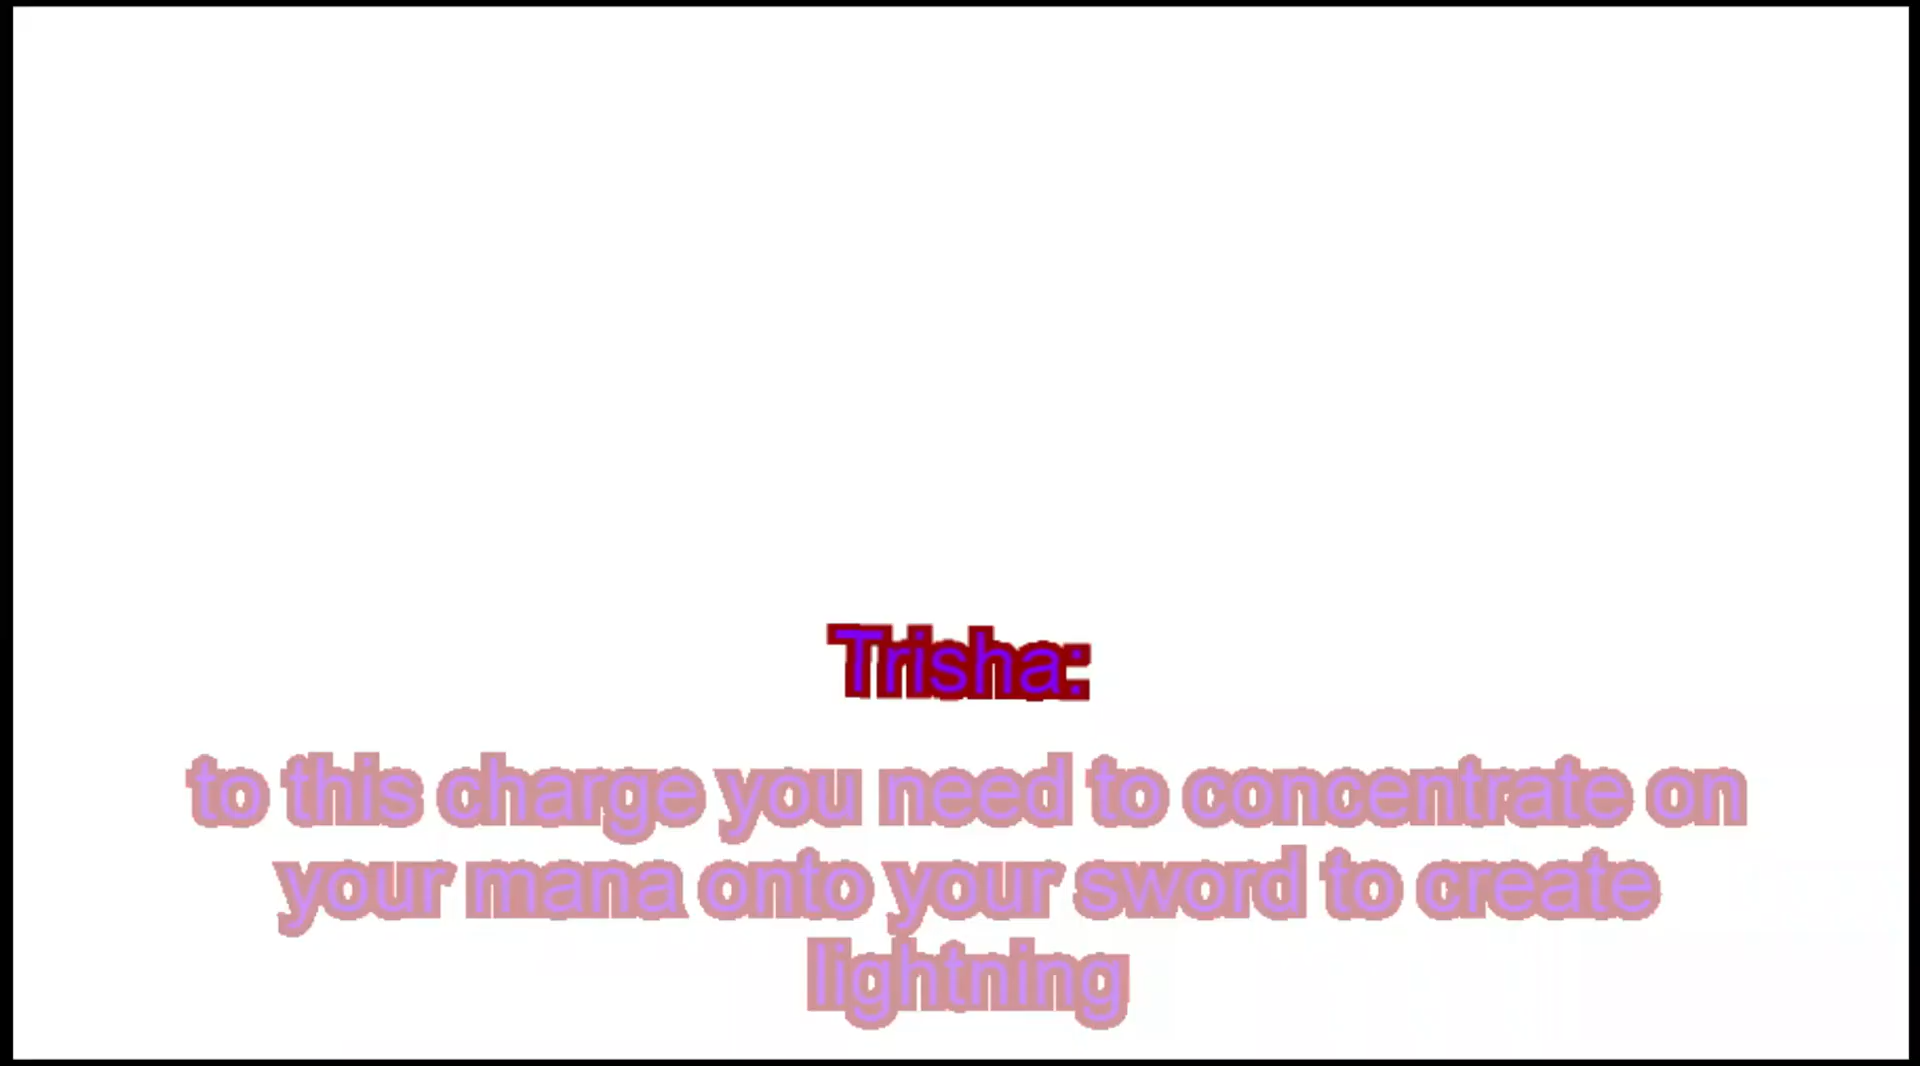 Trisha:
to this charge you need to concentrate on
your mana onto your sword to create
lightning